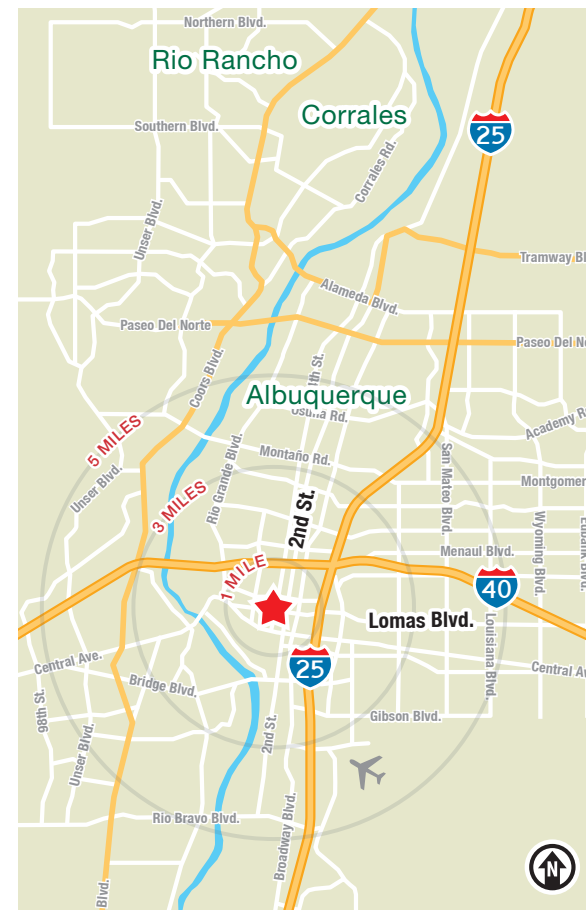 Northern Blvd.
Rio Rancho
Corrales
Southern Blvd.
25
Corrales Rd.
Unser Blvd.
Tramway Bl
Alameda Blvd.
Paseo Del Norte
Paseo Del No
Coors Blvd.
4th St.
Albuquerque
Osuna Rd.
Academy R
5 MILES
Montaño Rd.
San Mateo Blvd.
Unser Blvd.
Rio Grande Blvd.
Montgomer
3 MILES
2nd St.
Wyoming Blvd.
Eubank Blvd.
Menaul Blvd.
1 MILE
40
Lomas Blvd.
Louisiana Blvd.
Central Ave.
25
Central Av
Bridge Blvd.
98th St.
Gibson Blvd.
Unser Blvd.
2nd St.
Rio Bravo Blvd.
Broadway Blvd.
Blvd.
N